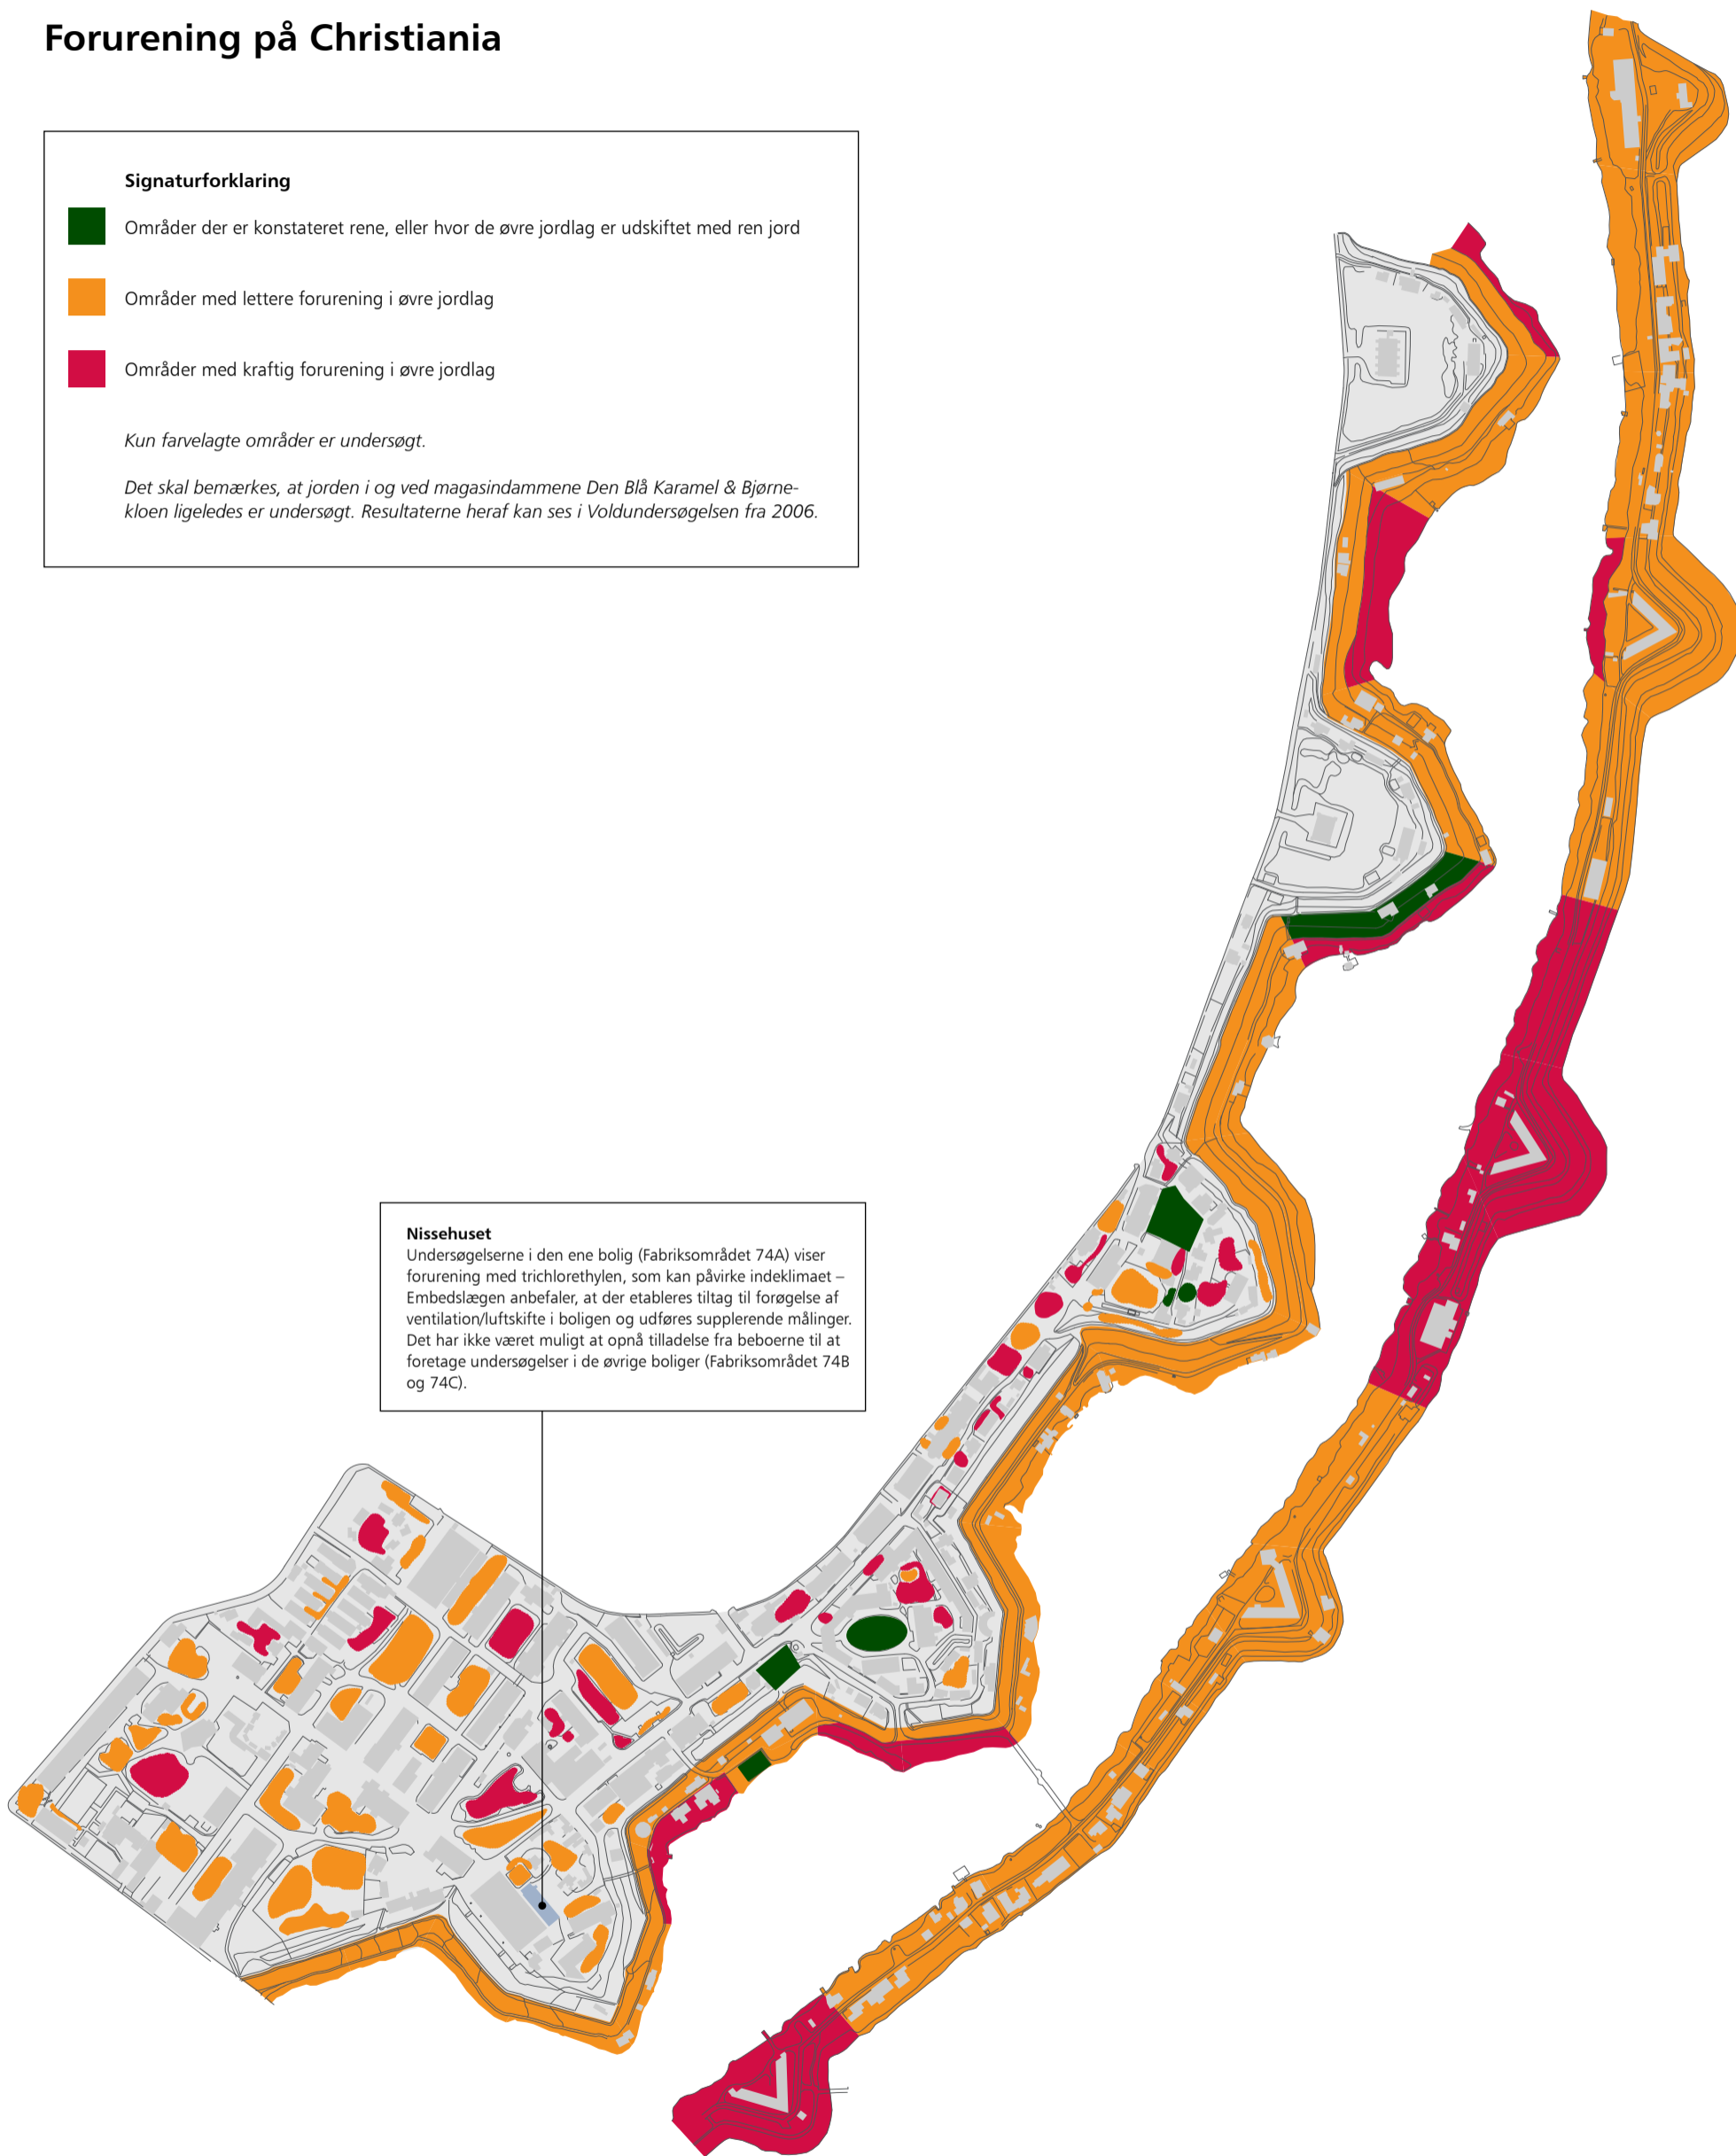 Forurening på Christiania
Signaturforklaring
Områder der er konstateret rene, eller hvor de øvre jordlag er udskiftet med ren jord
Områder med lettere forurening i øvre jordlag
Områder med kraftig forurening i øvre jordlag
Kun farvelagte områder er undersøgt.
Det skal bemærkes, at jorden i og ved magasindammene Den Blå Karamel & Bjørne-
kloen ligeledes er undersøgt. Resultaterne heraf kan ses i Voldundersøgelsen fra 2006.
Nissehuset
Undersøgelserne i den ene bolig (Fabriksområdet 74A) viser
forurening med trichlorethylen, som kan påvirke indeklimaet –
Embedslægen anbefaler, at der etableres tiltag til forøgelse af
ventilation/luftskifte i boligen og udføres supplerende målinger.
Det har ikke været muligt at opnå tilladelse fra beboerne til at
foretage undersøgelser i de øvrige boliger (Fabriksområdet 74B
og 74C).